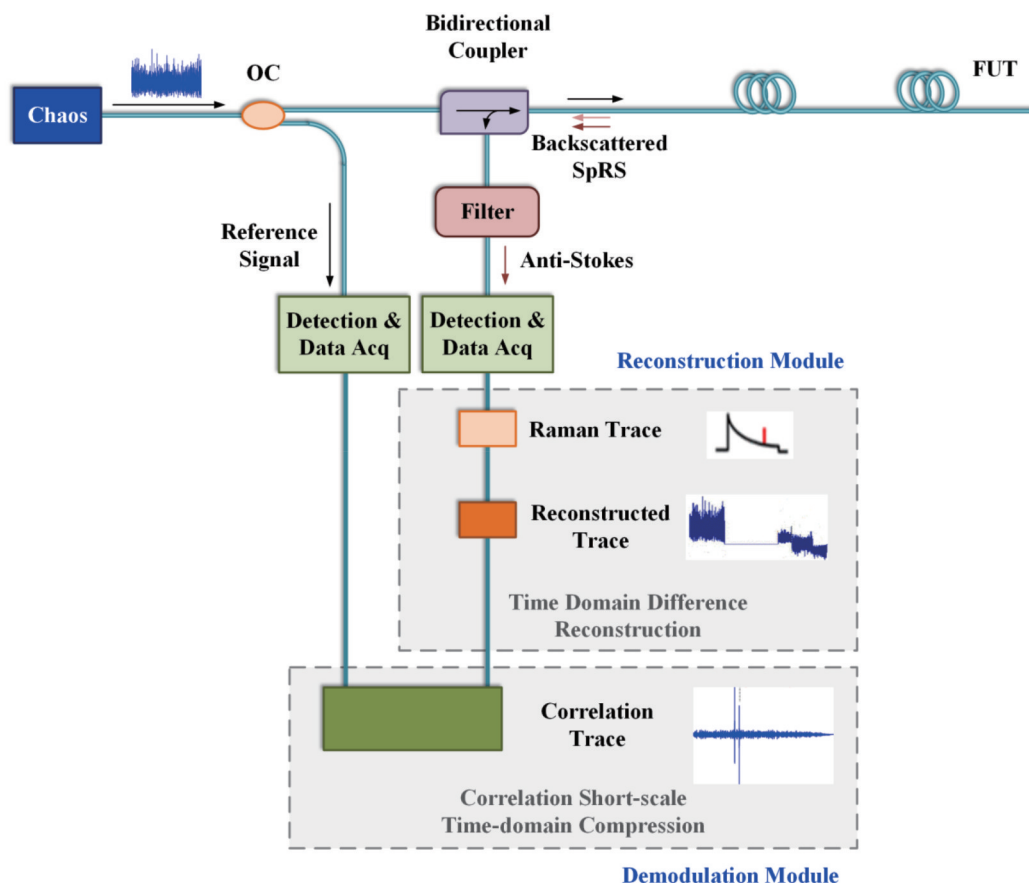 Bidirectional
Coupler
OC
FUT
Chaos
Backscattered
SpRS
Filter
Reference
Signal
Anti-Stokes
Detection &
Data Acq
Detection &
Data Acq
Reconstruction Module
Raman Trace
Reconstructed
Trace
Time Domain Difference
Reconstruction
Correlation
Trace
Correlation Short-scale
Time-domain Compression
Demodulation Module